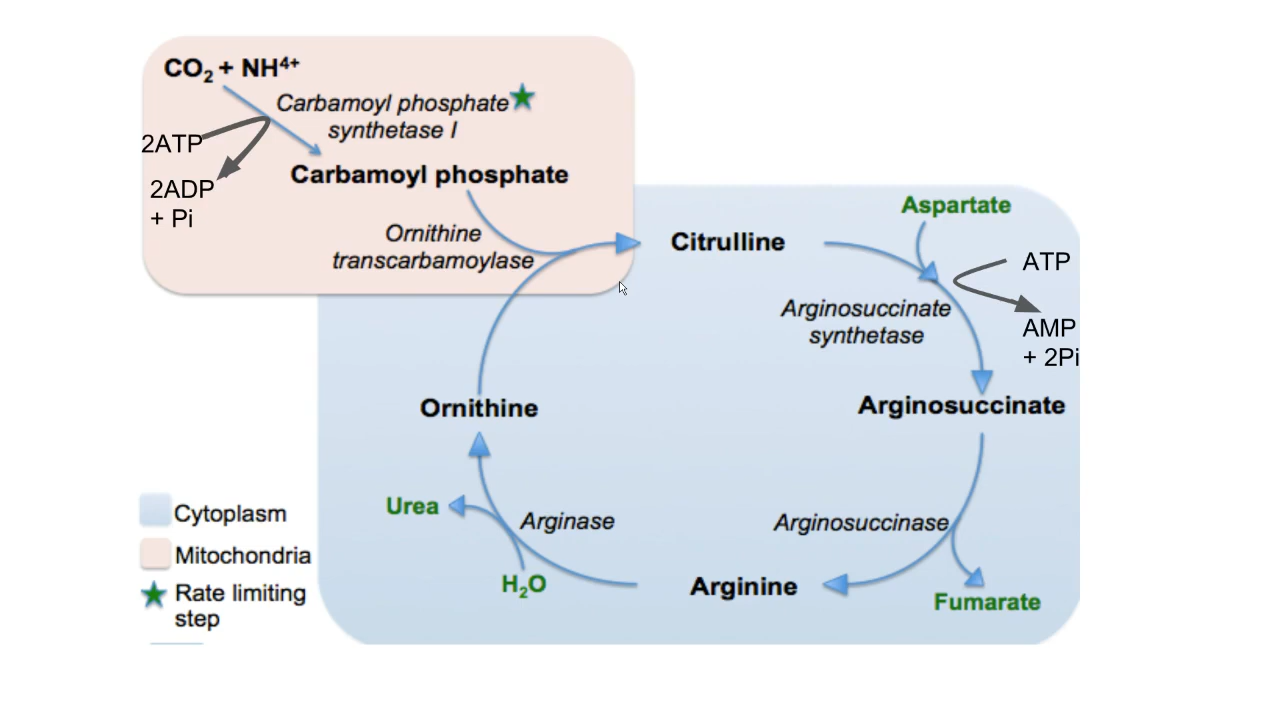 CO₂ + NH⁴⁺
Carbamoyl phosphate
synthetase I
2ATP
2ADP
+ Pi
Carbamoyl phosphate
Ornithine
transcarbamoylase
Citrulline
Aspartate
ATP
AMP
+ 2Pi
Arginosuccinate
synthetase
Arginosuccinate
Ornithine
Urea
Arginase
H₂O
Arginosuccinase
Arginine
Fumarate
Cytoplasm
Mitochondria
Rate limiting
step